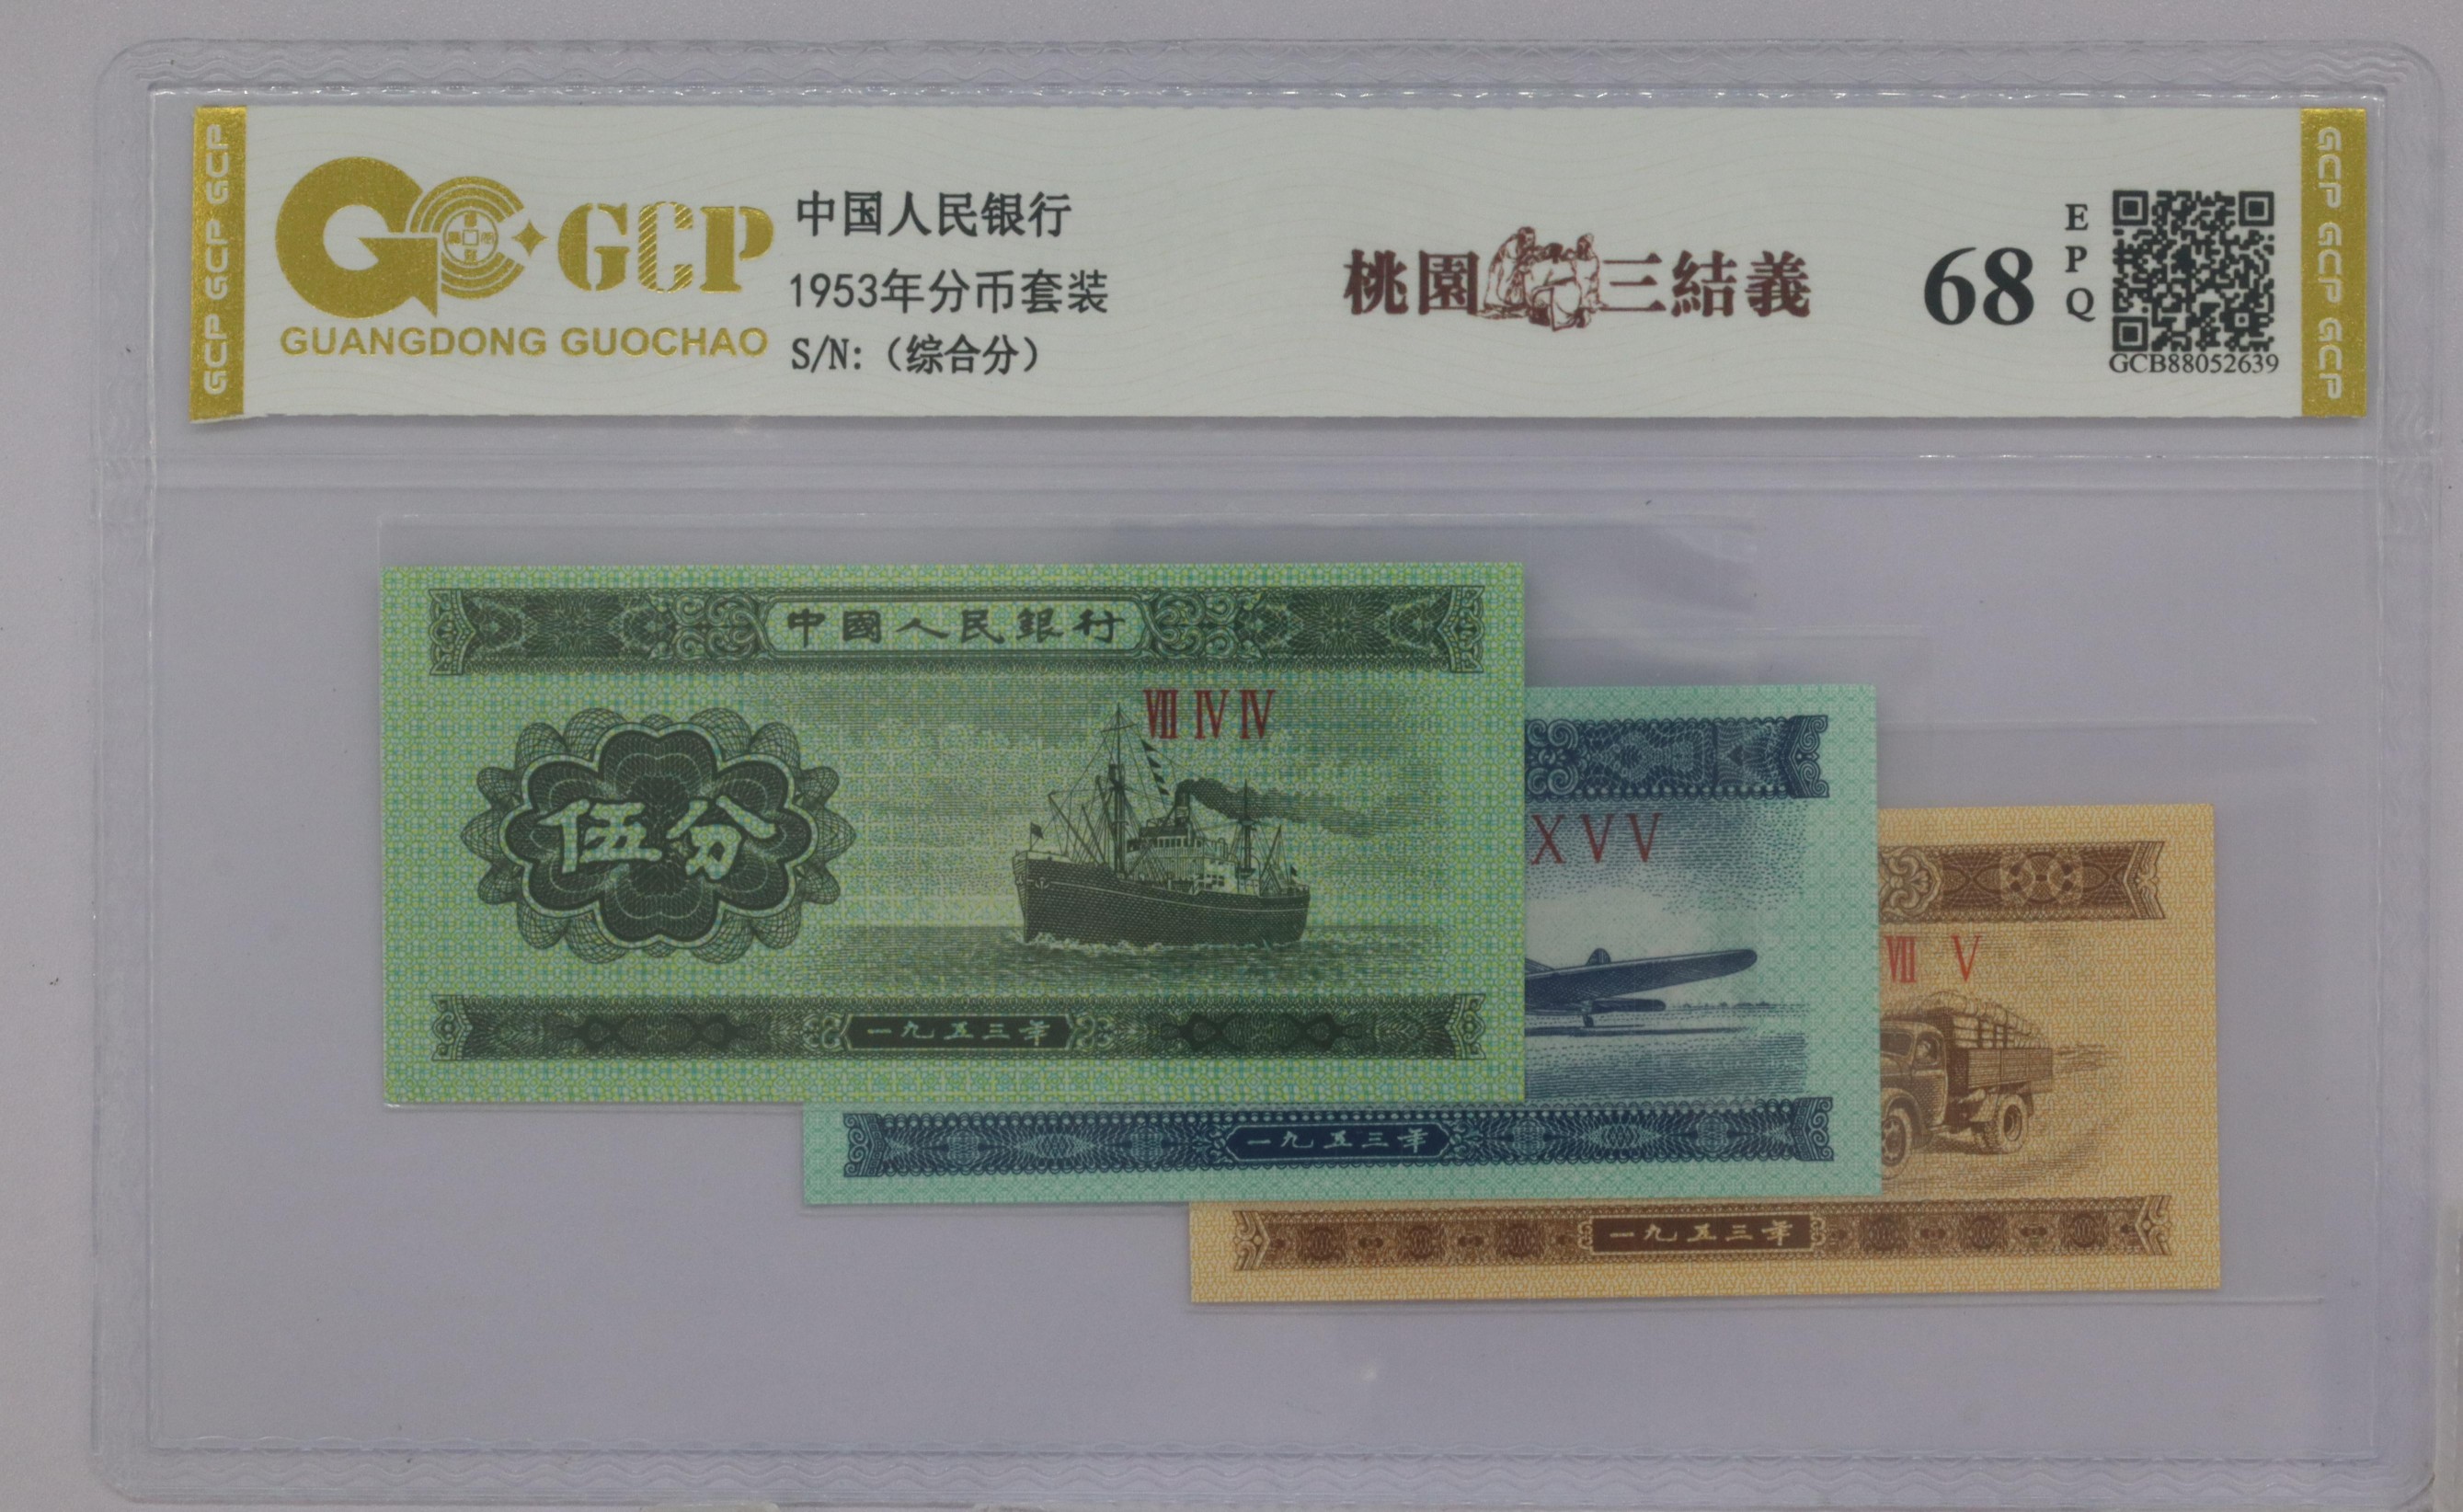 GCP GCP GCP
GCP
GUANGDONG GUOCHAO
中国人民银行
1953年分币套装
S/N:（综合分）
桃園三結義
68
EPQ
GCB88052639
GCP GCP GCP
中國人民銀行
Ⅷ Ⅳ Ⅳ
伍分
一九五三年
X V V
一九五三年
Ⅶ V
一九五三年